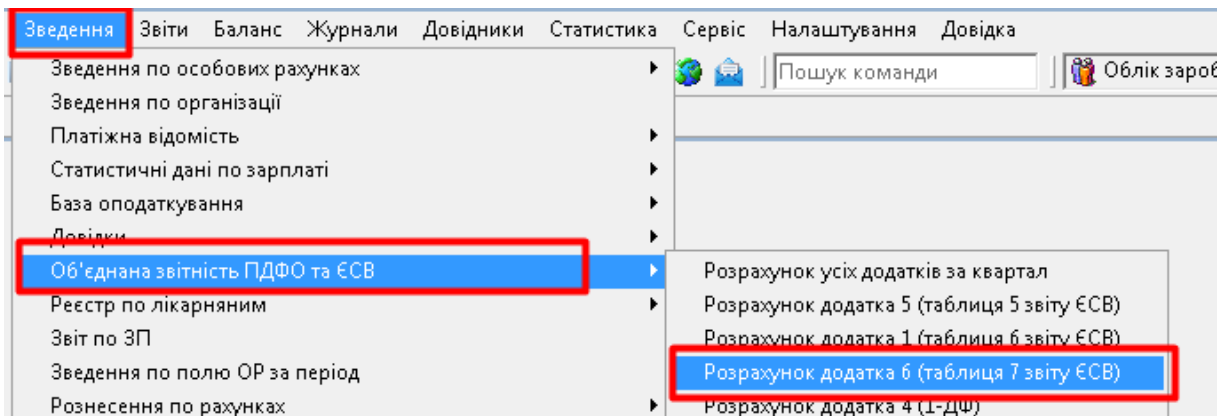 Зведення Звіти Баланс Журнали Довідники Статистика Сервіс Налаштування Довідка
Зведення по особових рахунках
Пошук команди
Облік зароб
Зведення по організації
Платіжна відомість
Статистичні дані по зарплаті
База оподаткування
Довідки
Об'єднана звітність ПДФО та ЄСВ
Розрахунок усіх додатків за квартал
Реєстр по лікарняним
Розрахунок додатка 5 (таблиця 5 звіту ЄСВ)
Звіт по ЗП
Розрахунок додатка 1 (таблиця 6 звіту ЄСВ)
Зведення по полю ОР за період
Розрахунок додатка 6 (таблиця 7 звіту ЄСВ)
Рознесення по рахунках
Розрахунок додатка 4 (1-ДФ)